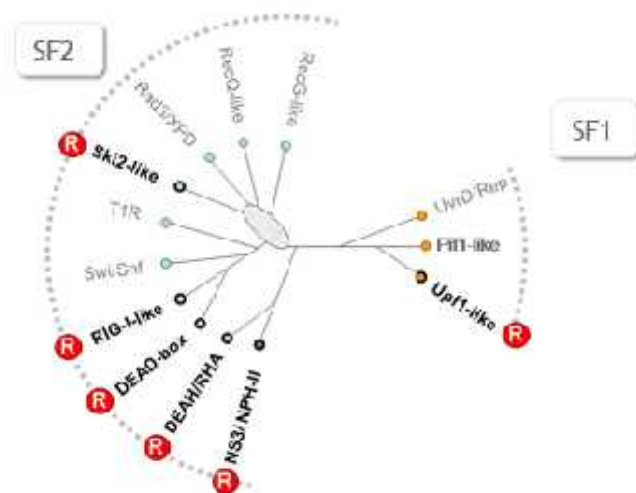 SF2
RecQ-like
RecG-like
Rad3/XPD
SF1
R
Ski2-like
UvrD/Rep
T1R
Pif1-like
Swi/Snf
Upf1-like
R
RIG-I-like
R
DEAD-box
R
DEAH/RHA
R
NS3/NPH-II
R